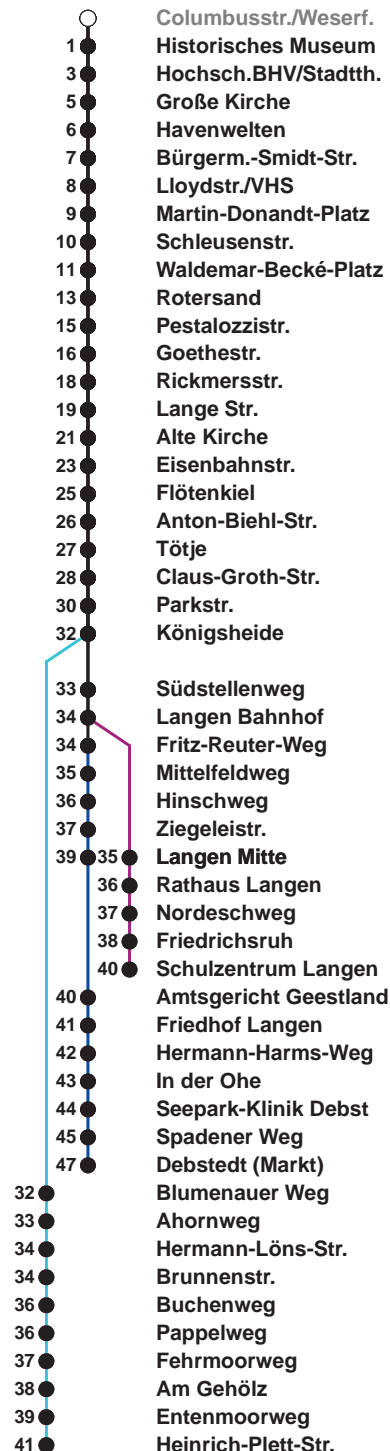 Columbusstr./Weserf.
1 Historisches Museum
3 Hochsch.BHV/Stadtth.
5 Große Kirche
6 Havenwelten
7 Bürgerm.-Smidt-Str.
8 Lloydstr./VHS
9 Martin-Donandt-Platz
10 Schleusenstr.
11 Waldemar-Becké-Platz
13 Rotersand
15 Pestalozzistr.
16 Goethestr.
18 Rickmersstr.
19 Lange Str.
21 Alte Kirche
23 Eisenbahnstr.
25 Flötenkiel
26 Anton-Biehl-Str.
27 Tötje
28 Claus-Groth-Str.
30 Parkstr.
32 Königsheide
33 Südstellenweg
34 Langen Bahnhof
34 Fritz-Reuter-Weg
35 Mittelfeldweg
36 Hinschweg
37 Ziegeleistr.
39 35 Langen Mitte
36 Rathaus Langen
37 Nordeschweg
38 Friedrichsruh
40 Schulzentrum Langen
40 Amtsgericht Geestland
41 Friedhof Langen
42 Hermann-Harms-Weg
43 In der Ohe
44 Seepark-Klinik Debst
45 Spadener Weg
47 Debstedt (Markt)
32 Blumenauer Weg
33 Ahornweg
34 Hermann-Löns-Str.
34 Brunnenstr.
36 Buchenweg
36 Pappelweg
37 Fehrmoorweg
38 Am Gehölz
39 Entenmoorweg
41 Heinrich-Plett-Str.